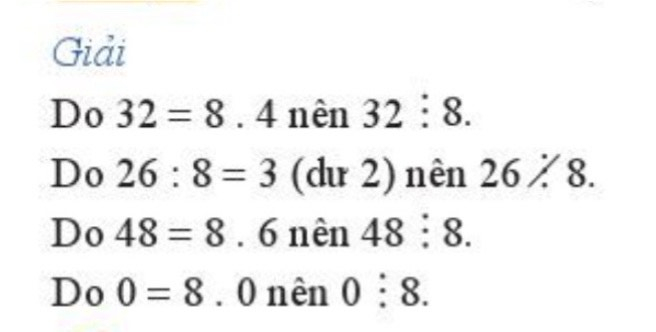 Giải
Do 32 = 8 . 4 nên 32 ⋮ 8.
Do 26 : 8 = 3 (dư 2) nên 26 ⋮̸ 8.
Do 48 = 8 . 6 nên 48 ⋮ 8.
Do 0 = 8 . 0 nên 0 ⋮ 8.